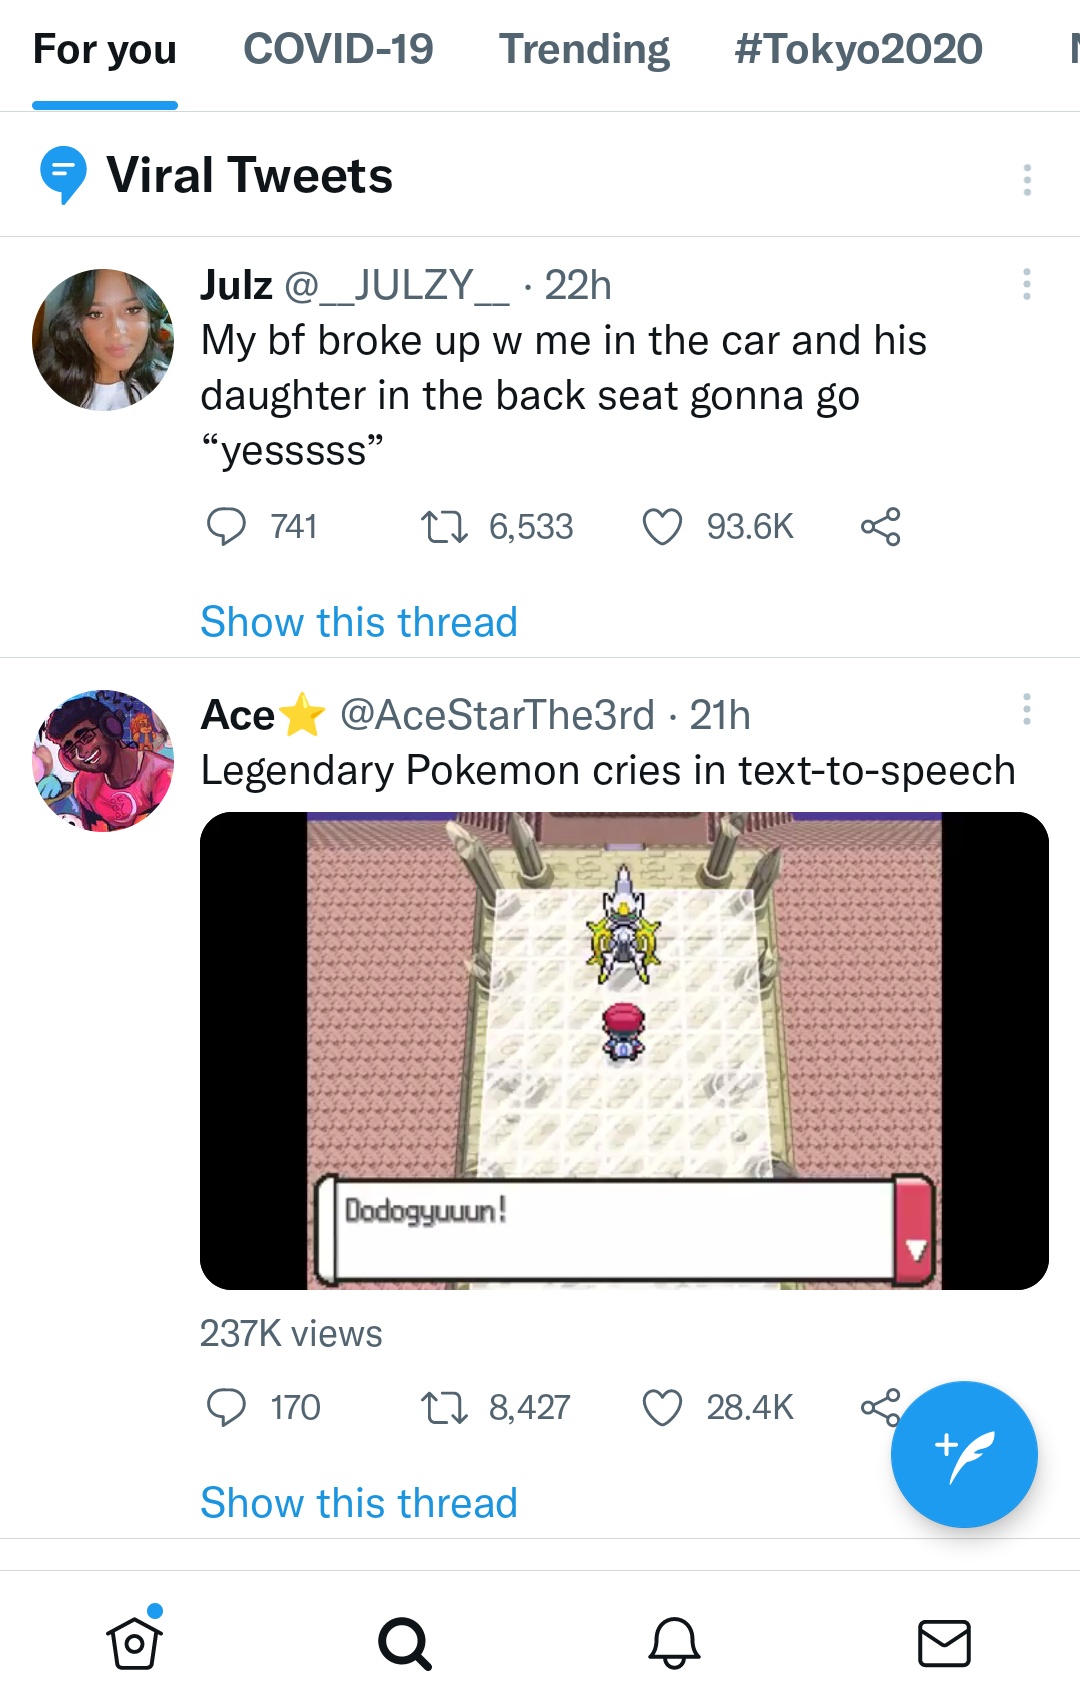 For you COVID-19 Trending #Tokyo2020
Viral Tweets
Julz @__JULZY__ · 22h
My bf broke up w me in the car and his
daughter in the back seat gonna go
“yesssss”
741 6,533 93.6K
Show this thread
Ace⭐ @AceStarThe3rd · 21h
Legendary Pokemon cries in text-to-speech
Dodogyuuun!
237K views
170 8,427 28.4K
Show this thread